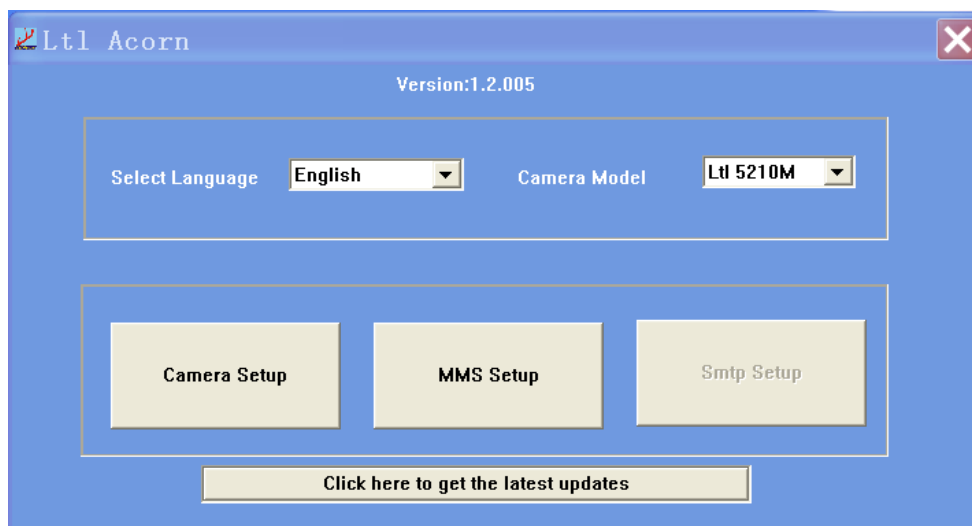 Ltl Acorn
Version:1.2.005
Select Language English Camera Model Ltl 5210M
Camera Setup MMS Setup Smtp Setup
Click here to get the latest updates